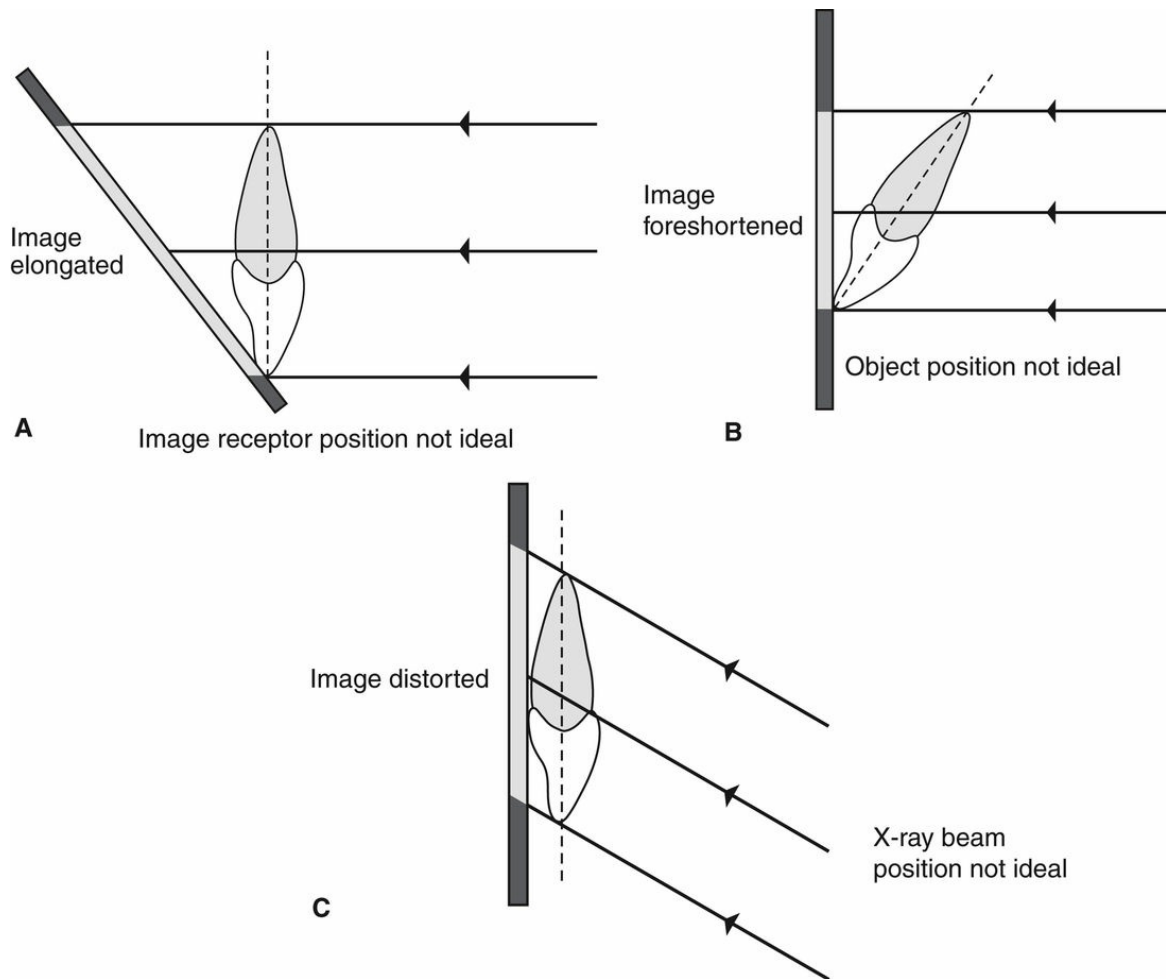 Image
elongated
A
Image receptor position not ideal
Image
foreshortened
Object position not ideal
B
Image distorted
X-ray beam
position not ideal
C